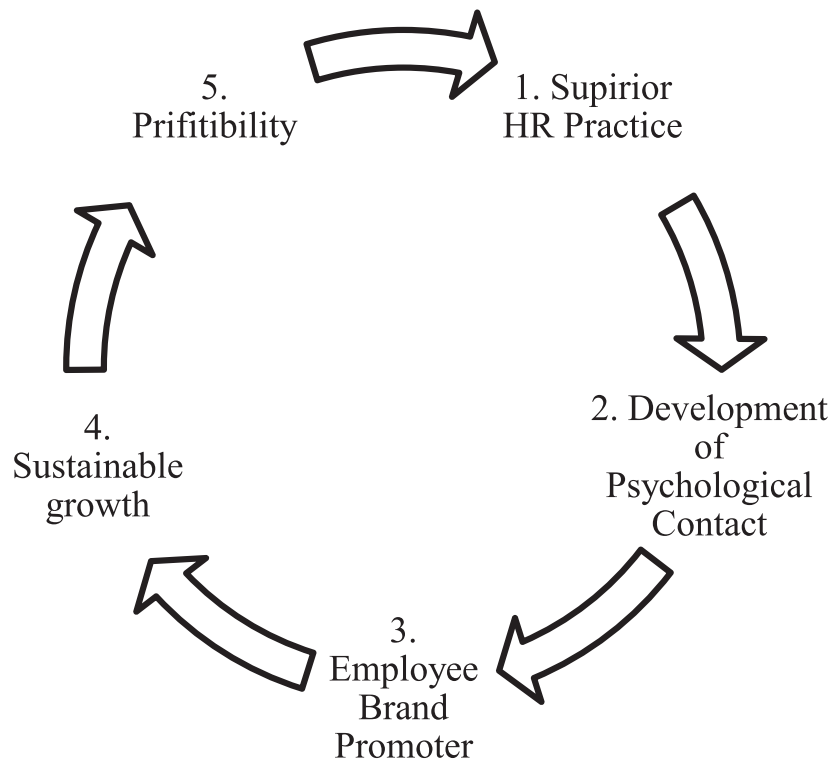 5.
Prifitibility
1. Supirior
HR Practice
2. Development
of
Psychological
Contact
3.
Employee
Brand
Promoter
4.
Sustainable
growth